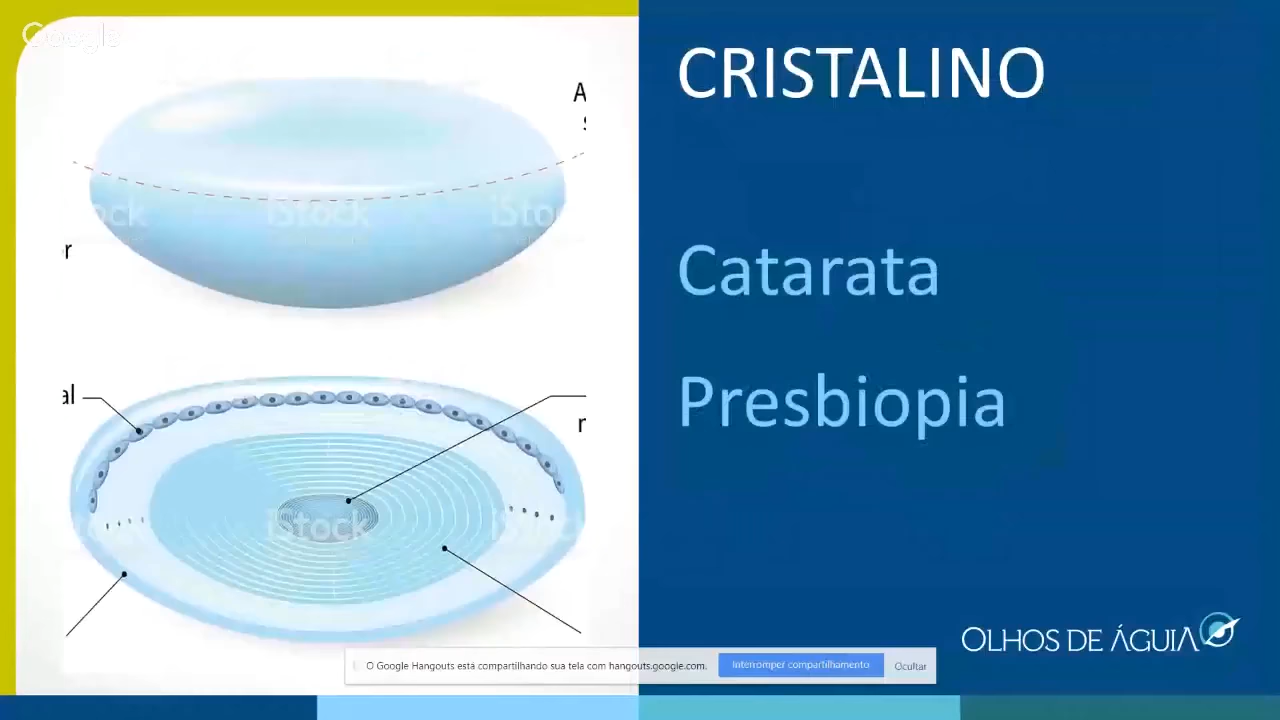 Google
CRISTALINO
A
s
iStock
iStock
iStock
r
Catarata
al
Presbiopia
r
iStock
iStock
iStock
OLHOS DE ÁGUIA
O Google Hangouts está compartilhando sua tela com hangouts.google.com.
Interromper compartilhamento
Ocultar